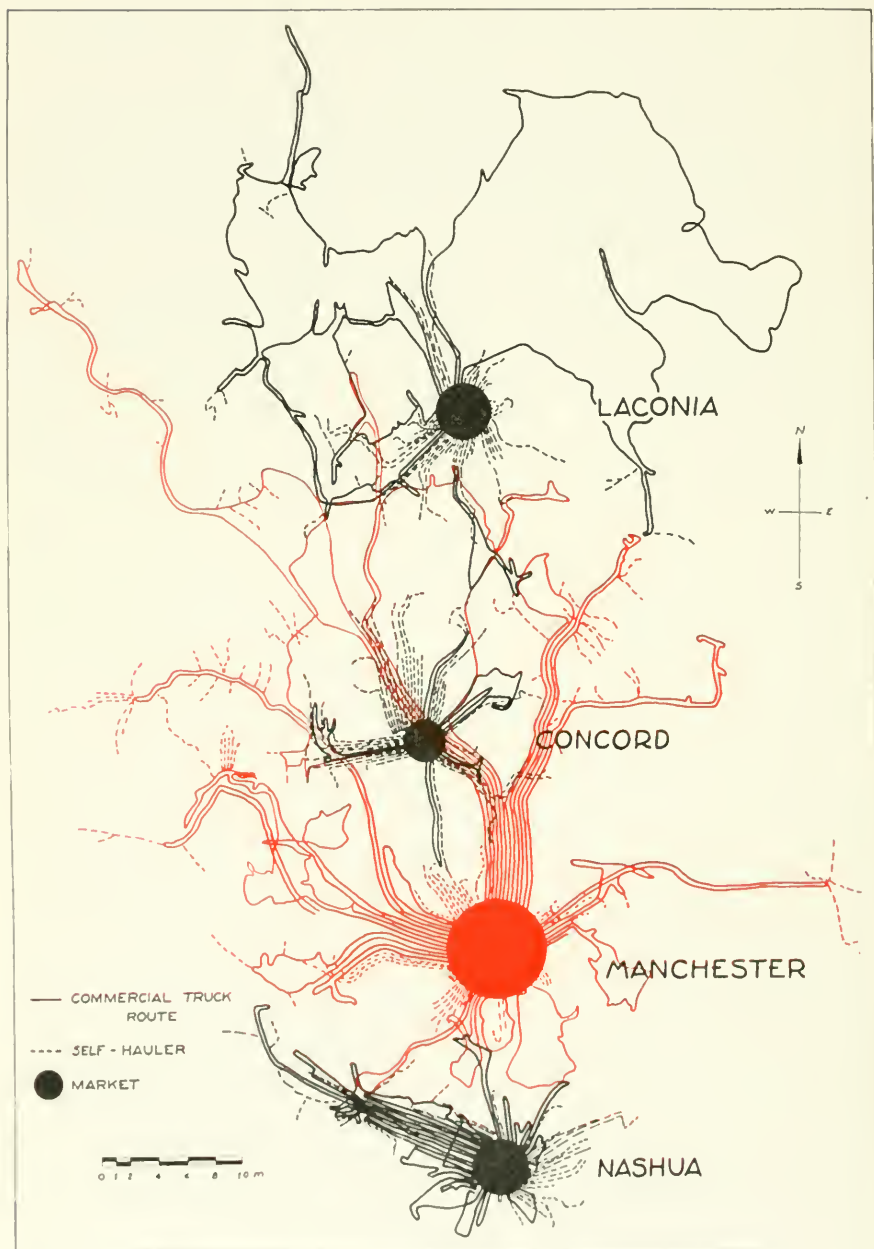 LACONIA
N
W E
S
CONCORD
MANCHESTER
COMMERCIAL TRUCK
ROUTE
SELF - HAULER
MARKET
NASHUA
0 1 2 4 6 8 10 m